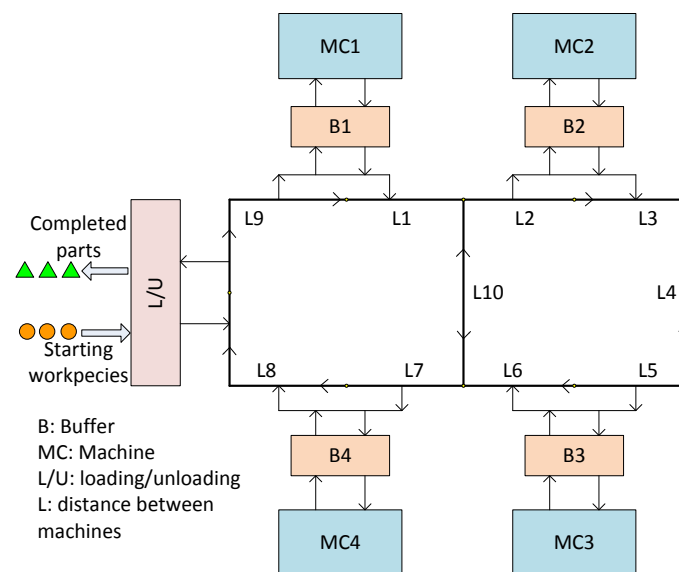 MC1
MC2
B1
B2
Completed
parts
L9
L1
L2
L3
L/U
L10
L4
Starting
workpecies
L8
L7
L6
L5
B: Buffer
MC: Machine
L/U: loading/unloading
L: distance between
machines
B4
B3
MC4
MC3